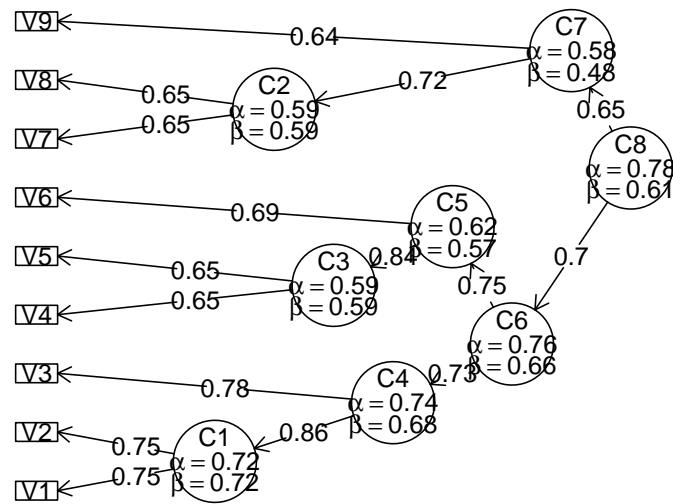 V9
V8
V7
V6
V5
V4
V3
V2
V1
C7
α = 0.58
β = 0.48
C2
α = 0.59
β = 0.59
C8
α = 0.78
β = 0.61
C5
α = 0.62
β = 0.57
C3
α = 0.59
β = 0.59
C6
α = 0.76
β = 0.66
C4
α = 0.74
β = 0.68
C1
α = 0.72
β = 0.72
0.64
0.72
0.65
0.65
0.65
0.7
0.69
0.84
0.65
0.65
0.75
0.73
0.78
0.86
0.75
0.75